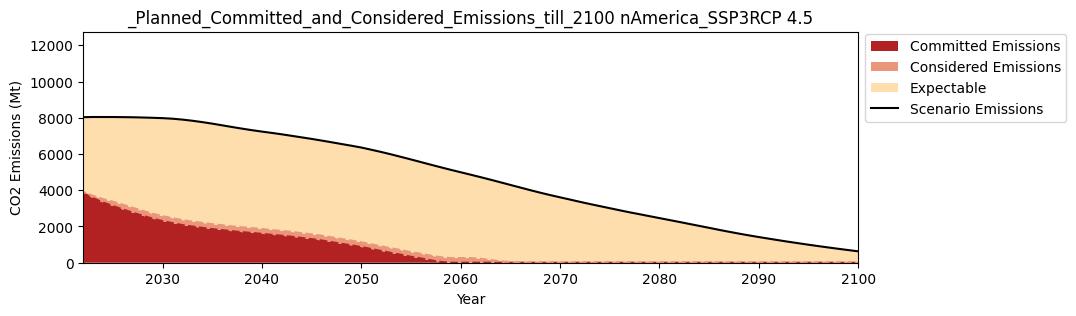 _Planned_Committed_and_Considered_Emissions_till_2100 nAmerica_SSP3RCP 4.5
Committed Emissions
Considered Emissions
Expectable
Scenario Emissions
CO2 Emissions (Mt)
12000
10000
8000
6000
4000
2000
0
2030 2040 2050 2060 2070 2080 2090 2100
Year